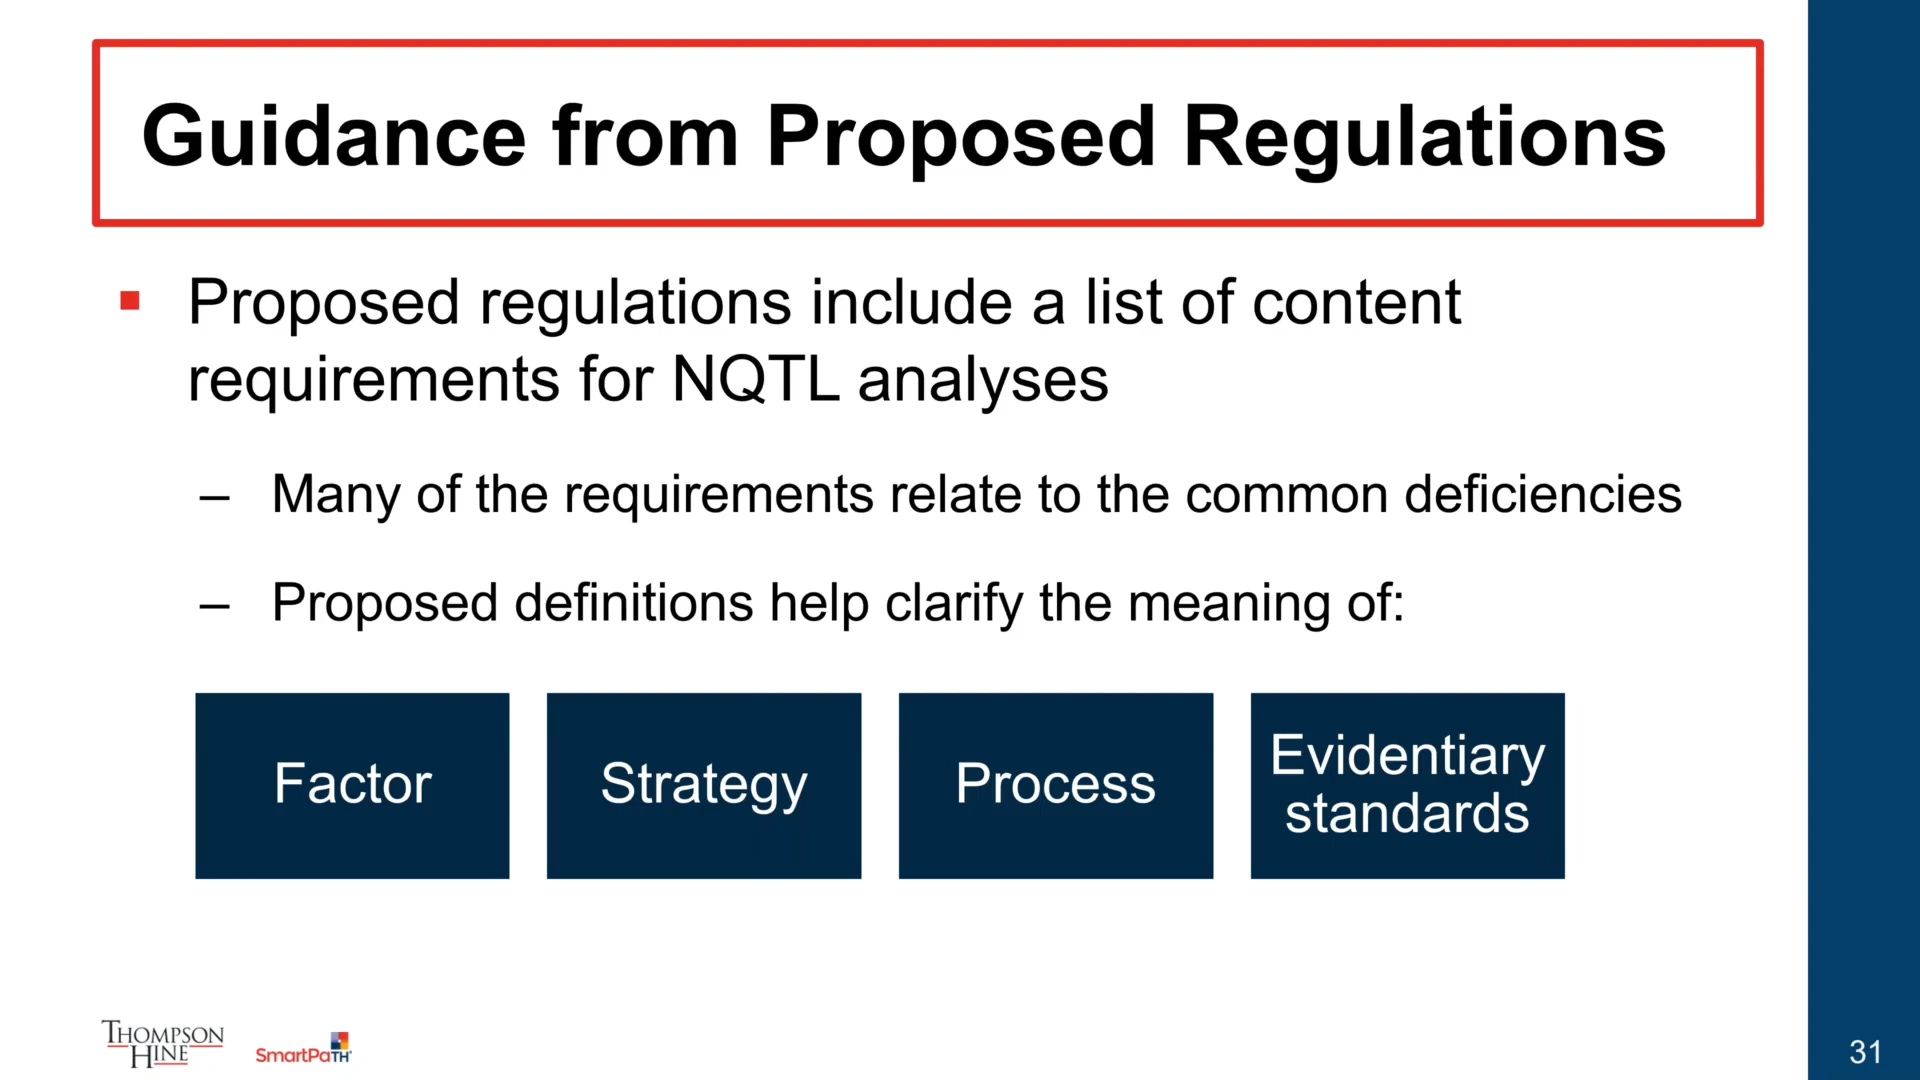 Guidance from Proposed Regulations
▪ Proposed regulations include a list of content
requirements for NQTL analyses
– Many of the requirements relate to the common deficiencies
– Proposed definitions help clarify the meaning of:
Factor
Strategy
Process
Evidentiary
standards
THOMPSON
HINE
SmartPaTH
31